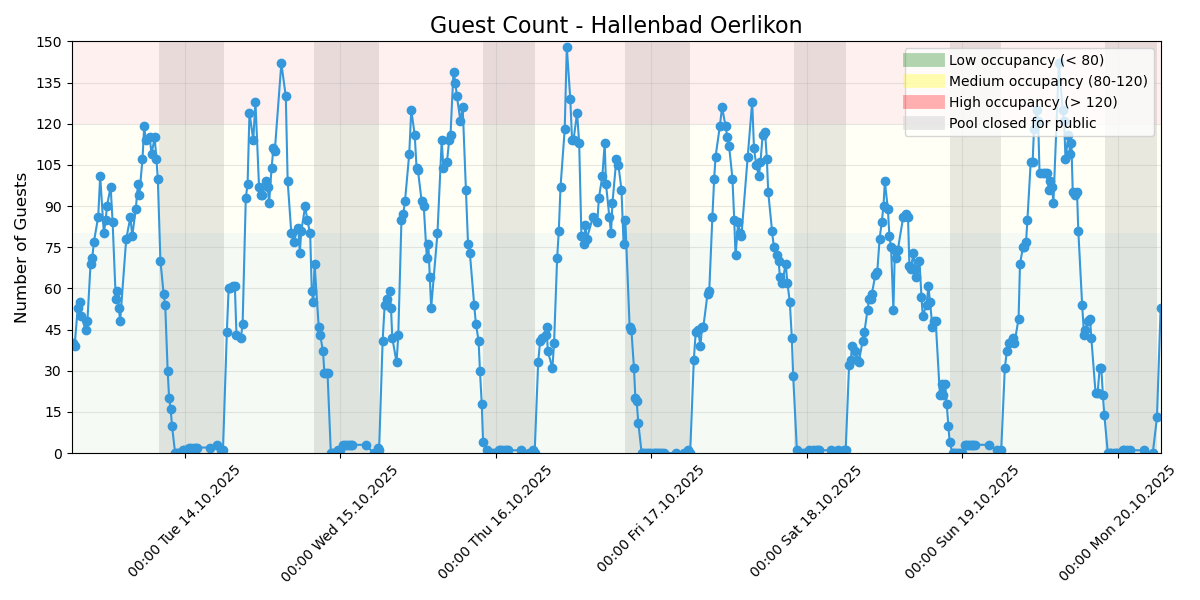 Guest Count - Hallenbad Oerlikon
Number of Guests
150
135
120
105
90
75
60
45
30
15
0
Low occupancy (< 80)
Medium occupancy (80-120)
High occupancy (> 120)
Pool closed for public
00:00 Tue 14.10.2025
00:00 Wed 15.10.2025
00:00 Thu 16.10.2025
00:00 Fri 17.10.2025
00:00 Sat 18.10.2025
00:00 Sun 19.10.2025
00:00 Mon 20.10.2025